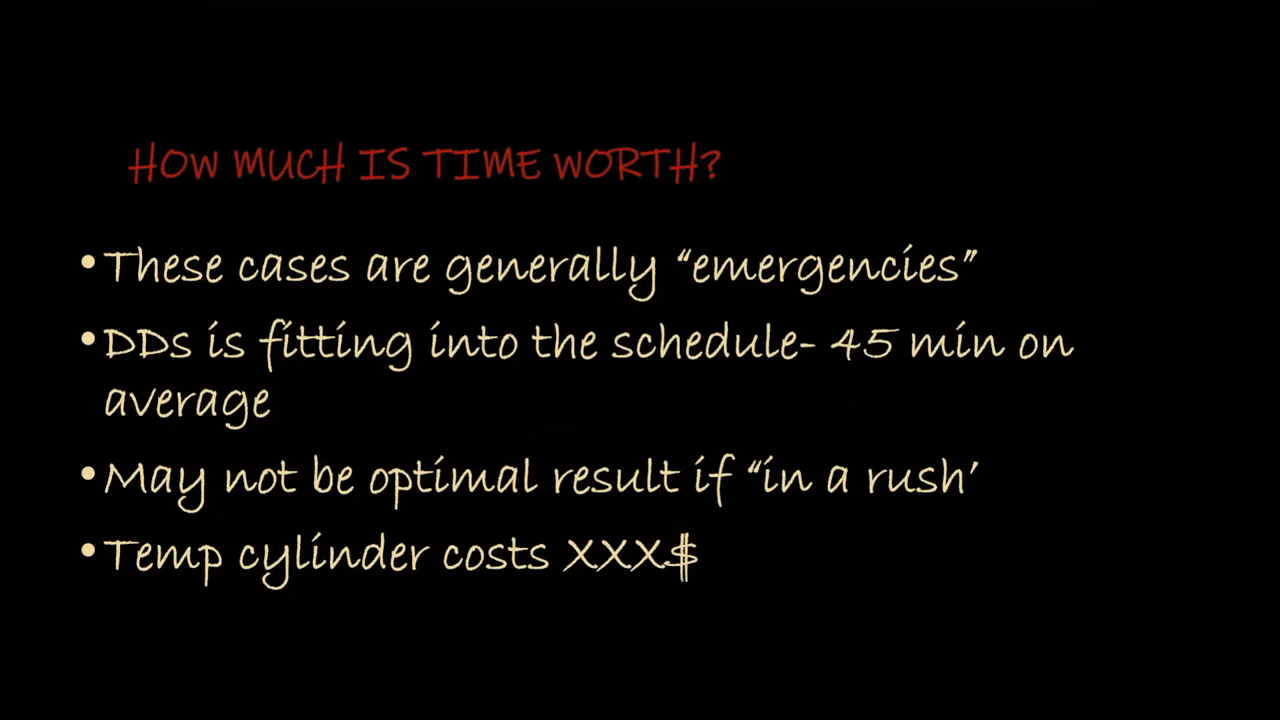 HOW MUCH IS TIME WORTH?
•These cases are generally “emergencies”
•DDs is fitting into the schedule- 45 min on
average
•May not be optimal result if “in a rush’
•Temp cylinder costs XXX$